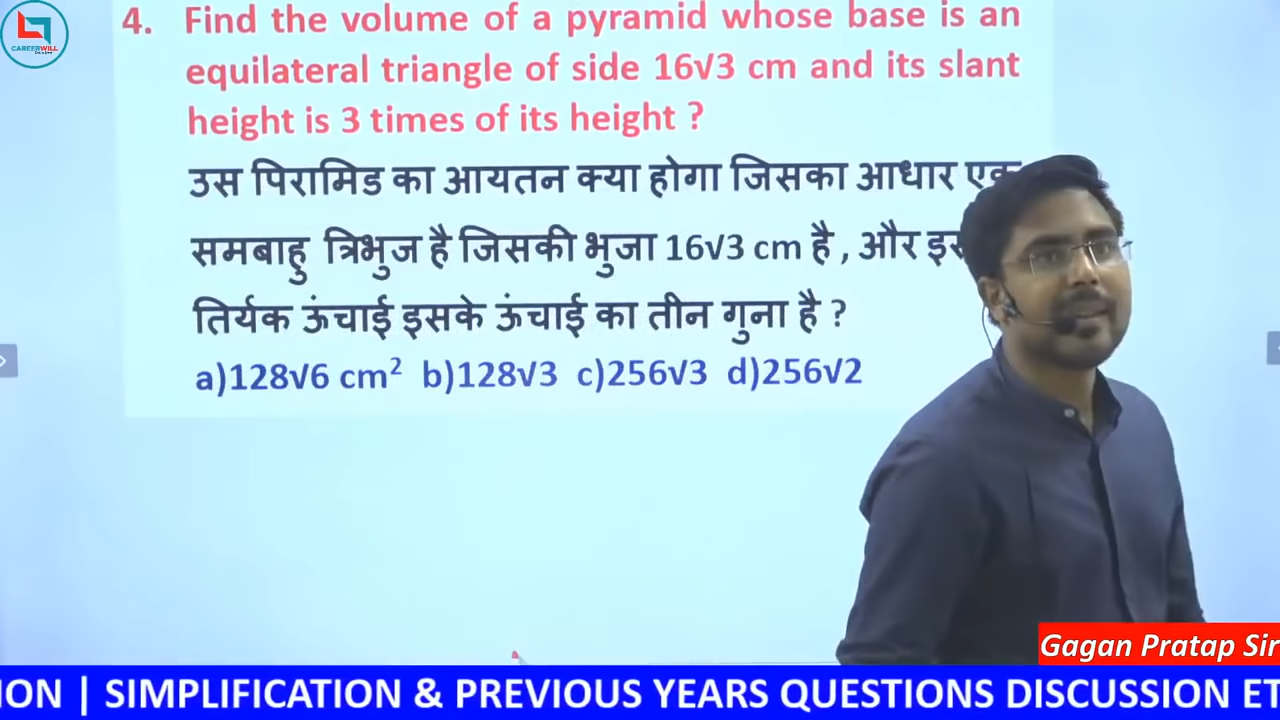 CAREERWILL
4. Find the volume of a pyramid whose base is an
equilateral triangle of side 16√3 cm and its slant
height is 3 times of its height ?
उस पिरामिड का आयतन क्या होगा जिसका आधार
समबाहु त्रिभुज है जिसकी भुजा 16√3 cm है , और
तिर्यक ऊंचाई इसके ऊंचाई का तीन गुना है ?
a)128√6 cm² b)128√3 c)256√3 d)256√2
Gagan Pratap Sir
ION | SIMPLIFICATION & PREVIOUS YEARS QUESTIONS DISCUSSION ET